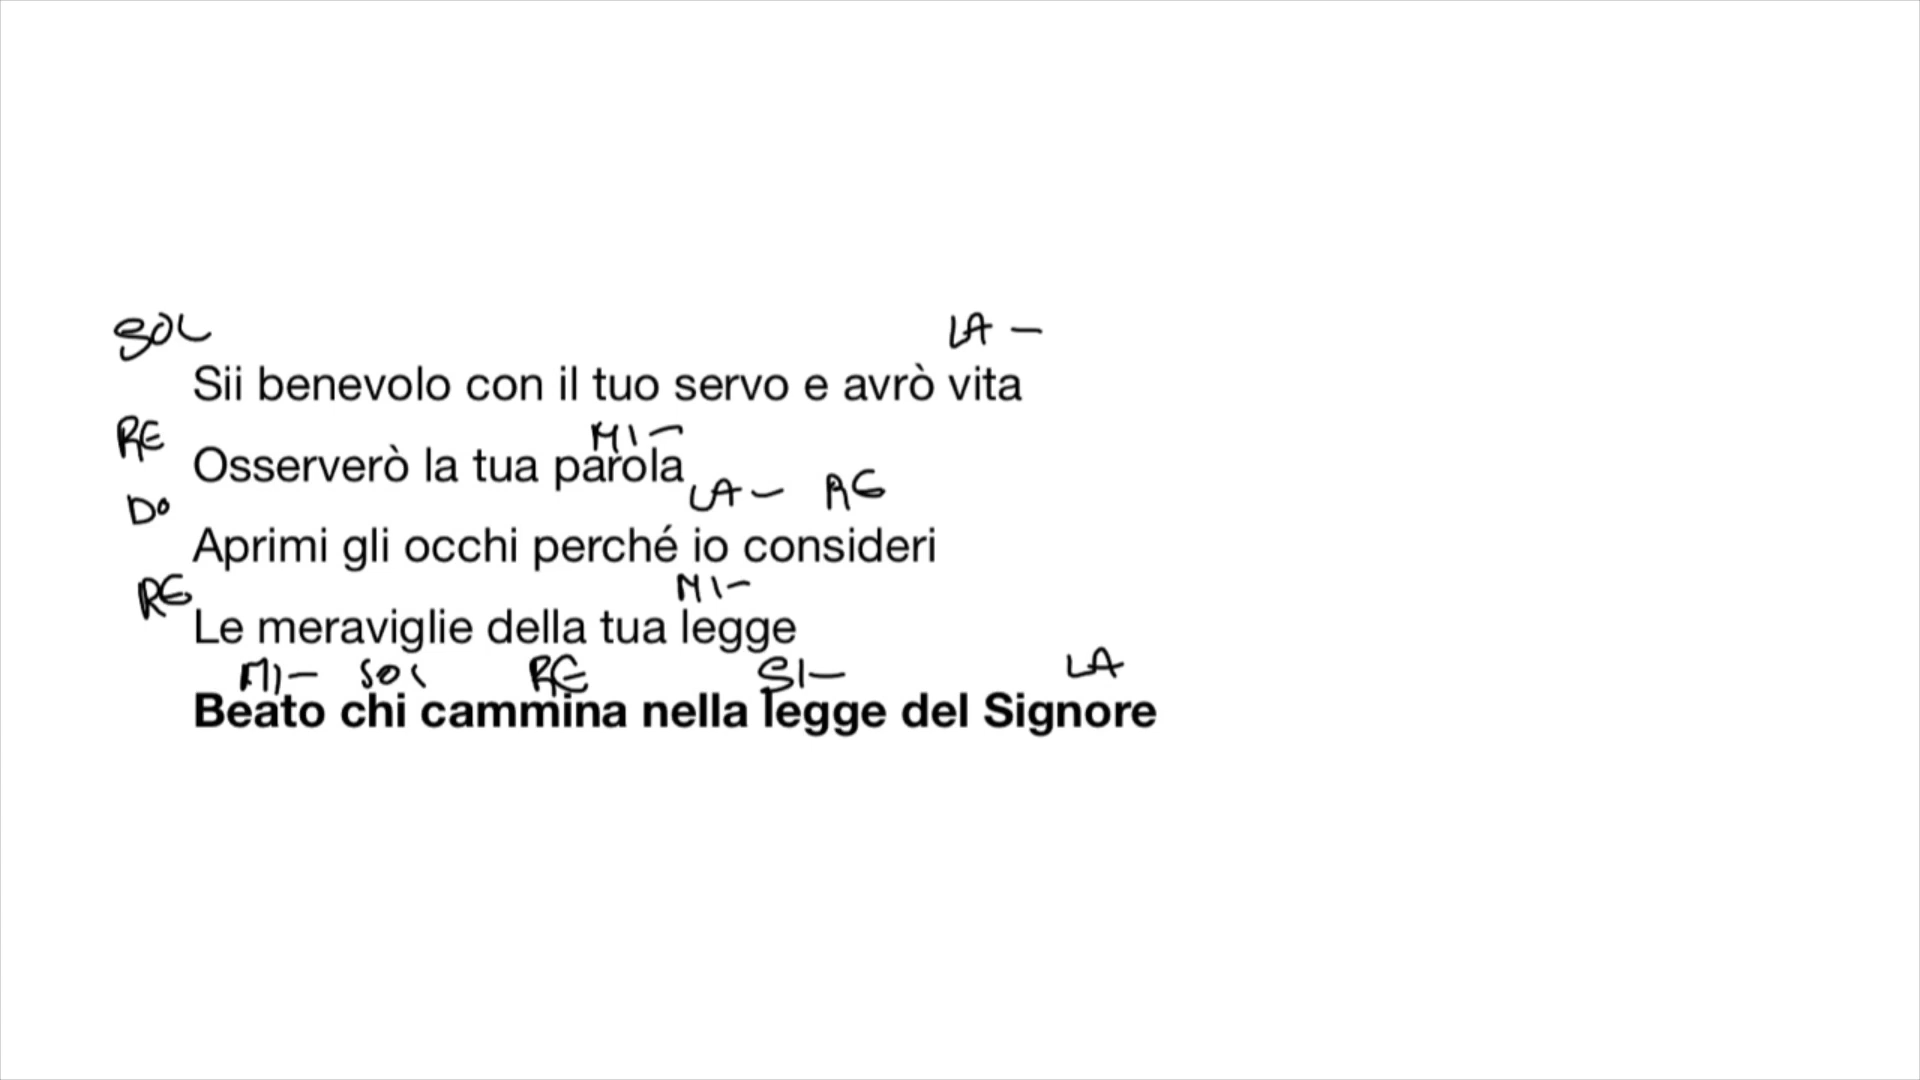 SOL LA -
Sii benevolo con il tuo servo e avrò vita
RE MI -
Osserverò la tua parola
DO LA - RE
Aprimi gli occhi perché io consideri
RE MI -
Le meraviglie della tua legge
MI - SOL RE SI - LA
Beato chi cammina nella legge del Signore